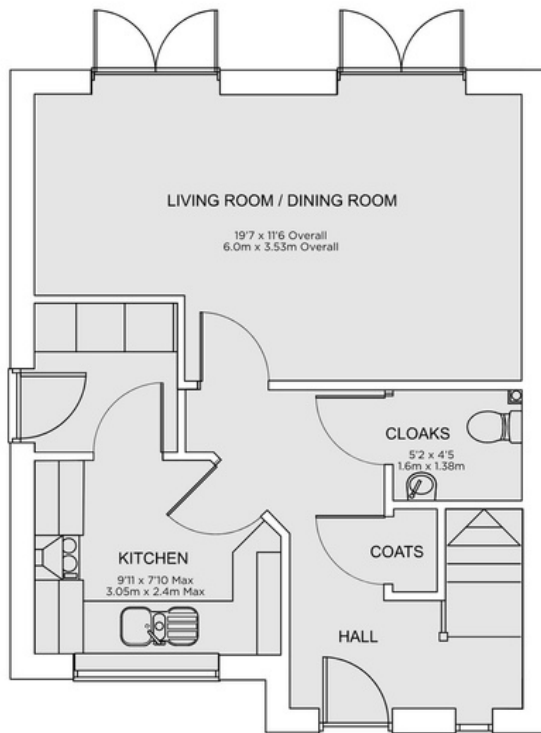 LIVING ROOM / DINING ROOM
19'7 x 11'6 Overall
6.0m x 3.53m Overall
CLOAKS
5'2 x 4'5
1.6m x 1.38m
COATS
KITCHEN
9'11 x 7'10 Max
3.05m x 2.4m Max
HALL